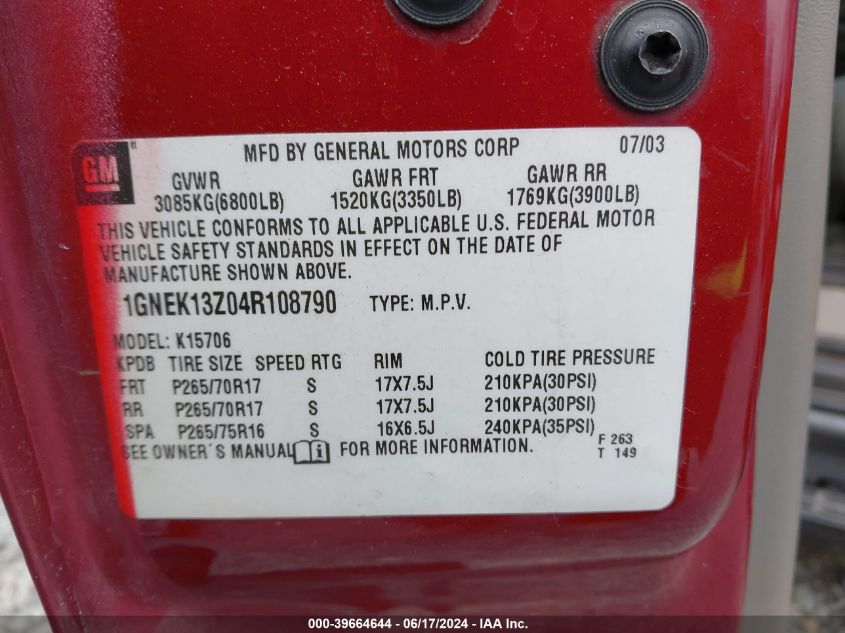 MFD BY GENERAL MOTORS CORP 07/03
GM®
GVWR GAWR FRT GAWR RR
3085KG(6800LB) 1520KG(3350LB) 1769KG(3900LB)
THIS VEHICLE CONFORMS TO ALL APPLICABLE U.S. FEDERAL MOTOR
VEHICLE SAFETY STANDARDS IN EFFECT ON THE DATE OF
MANUFACTURE SHOWN ABOVE.
1GNEK13Z04R108790 TYPE: M.P.V.
MODEL: K15706
KPDB TIRE SIZE SPEED RTG RIM COLD TIRE PRESSURE
FRT P265/70R17 S 17X7.5J 210KPA(30PSI)
RR P265/70R17 S 17X7.5J 210KPA(30PSI)
SPA P265/75R16 S 16X6.5J 240KPA(35PSI)
SEE OWNER'S MANUAL i FOR MORE INFORMATION.
F 263
T 149
000-39664644 - 06/17/2024 - IAA Inc.